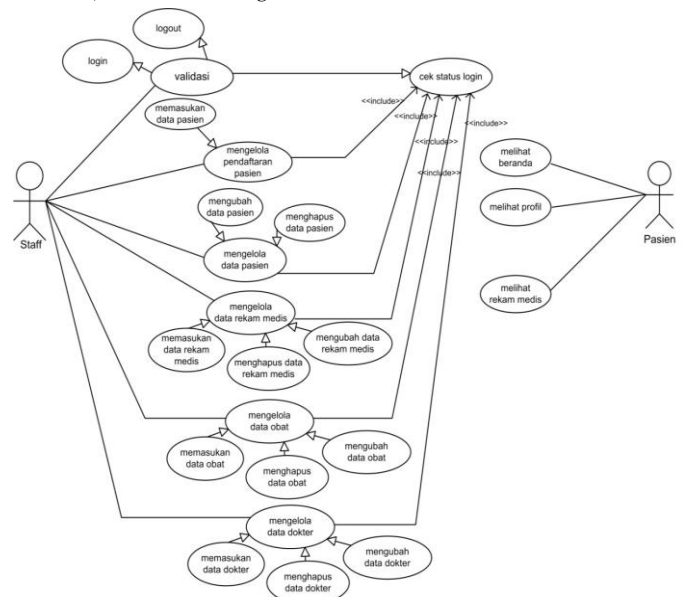 logout
login
validasi
cek status login
<<include>>
memasukan
data pasien
<<include>>
<<include>>
mengelola
pendaftaran
pasien
<<include>>
melihat
beranda
<<include>>
mengubah
data pasien
menghapus
data pasien
melihat profil
Staff
Pasien
mengelola
data pasien
melihat
rekam medis
mengelola
data rekam medis
memasukan
data rekam
medis
menghapus data
rekam medis
mengubah data
rekam medis
mengelola
data obat
memasukan
data obat
menghapus
data obat
mengubah
data obat
mengelola
data dokter
memasukan
data dokter
menghapus
data dokter
mengubah
data dokter